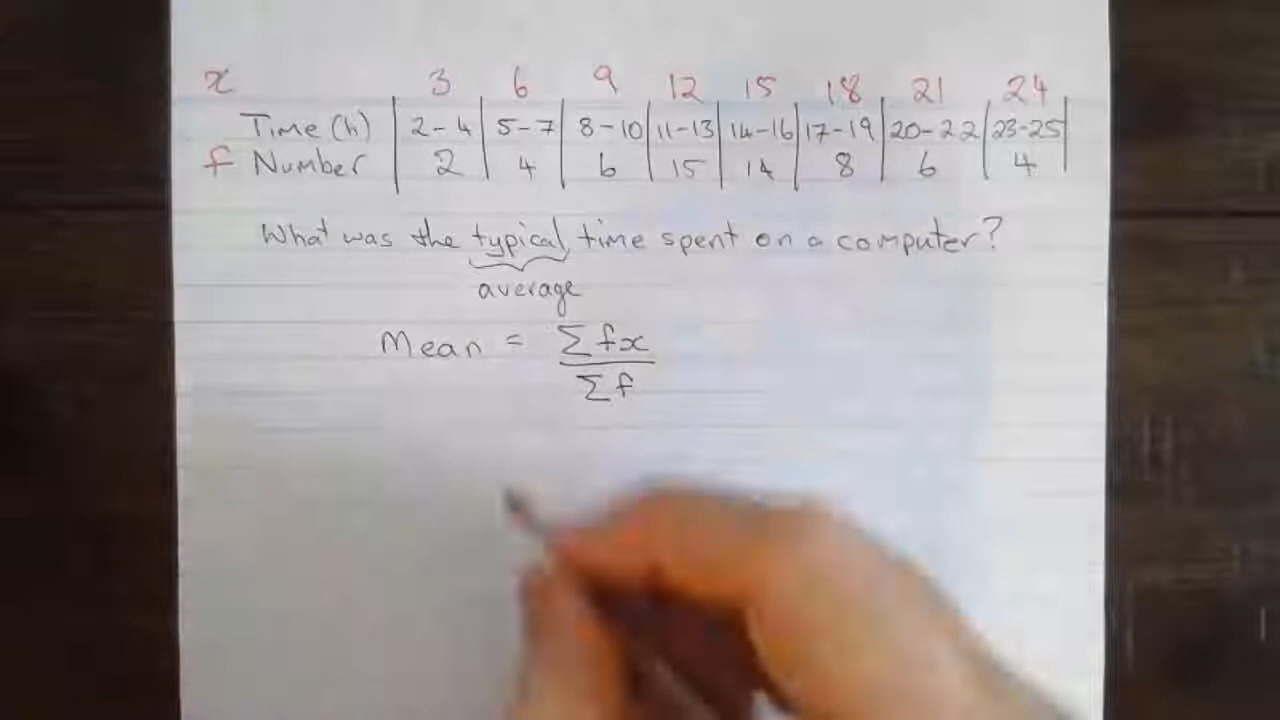 x 3 6 9 12 15 18 21 24
Time (h) 2-4 5-7 8-10 11-13 14-16 17-19 20-22 23-25
f Number 2 4 6 15 14 8 6 4
What was the typical time spent on a computer?
average
Mean = Σfx
Σf